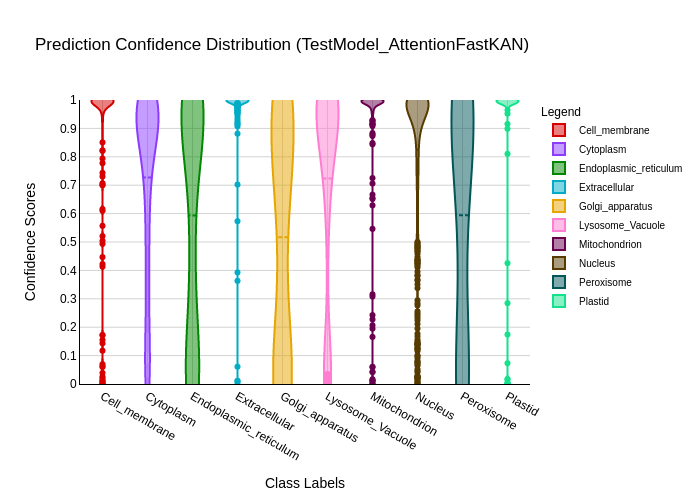 Prediction Confidence Distribution (TestModel_AttentionFastKAN)
Confidence Scores
1
0.9
0.8
0.7
0.6
0.5
0.4
0.3
0.2
0.1
0
Cell_membrane
Cytoplasm
Endoplasmic_reticulum
Extracellular
Golgi_apparatus
Lysosome_Vacuole
Mitochondrion
Nucleus
Peroxisome
Plastid
Class Labels
Legend
Cell_membrane
Cytoplasm
Endoplasmic_reticulum
Extracellular
Golgi_apparatus
Lysosome_Vacuole
Mitochondrion
Nucleus
Peroxisome
Plastid